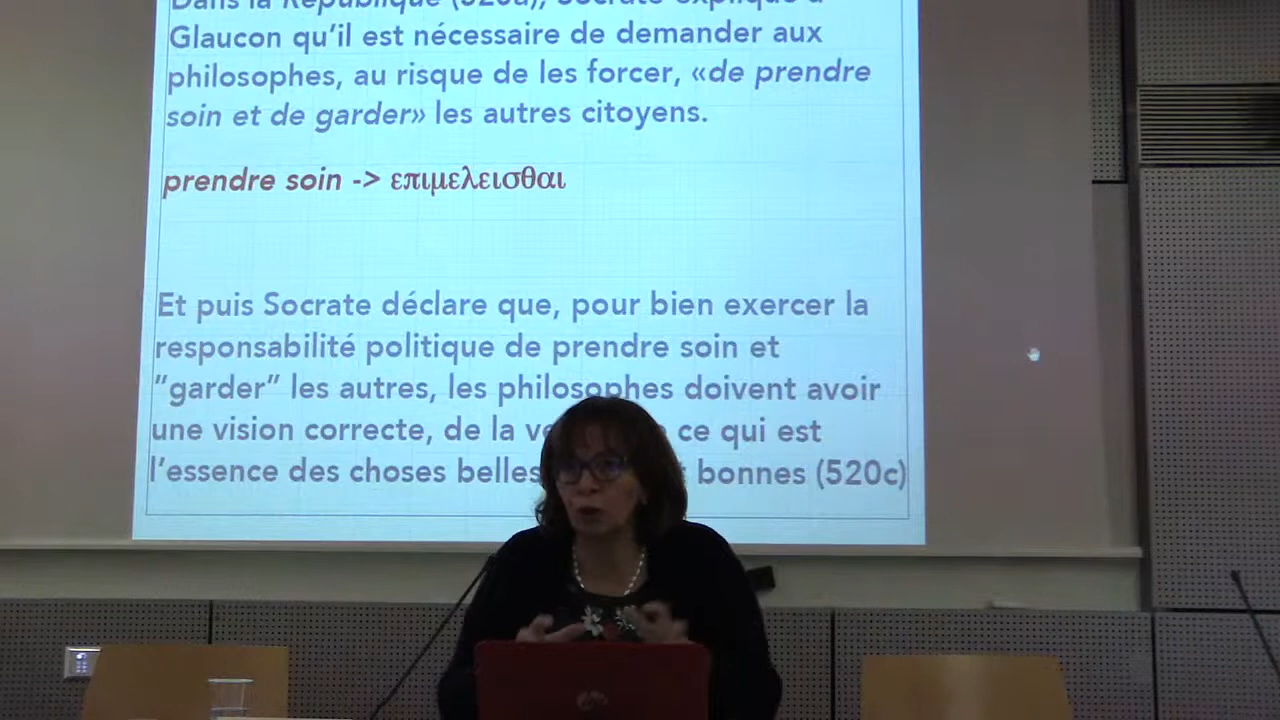 Dans la République (520a), Socrate explique à
Glaucon qu'il est nécessaire de demander aux
philosophes, au risque de les forcer, «de prendre
soin et de garder» les autres citoyens.
prendre soin -> επιμελεισθαι
Et puis Socrate déclare que, pour bien exercer la
responsabilité politique de prendre soin et
"garder" les autres, les philosophes doivent avoir
une vision correcte, de la ce qui est
l'essence des choses belles bonnes (520c)
hp